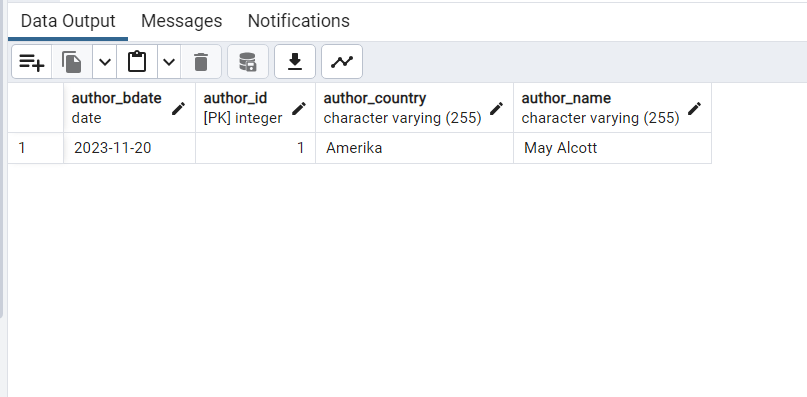 Data Output Messages Notifications
author_bdate author_id author_country author_name
date [PK] integer character varying (255) character varying (255)
1 2023-11-20 1 Amerika May Alcott